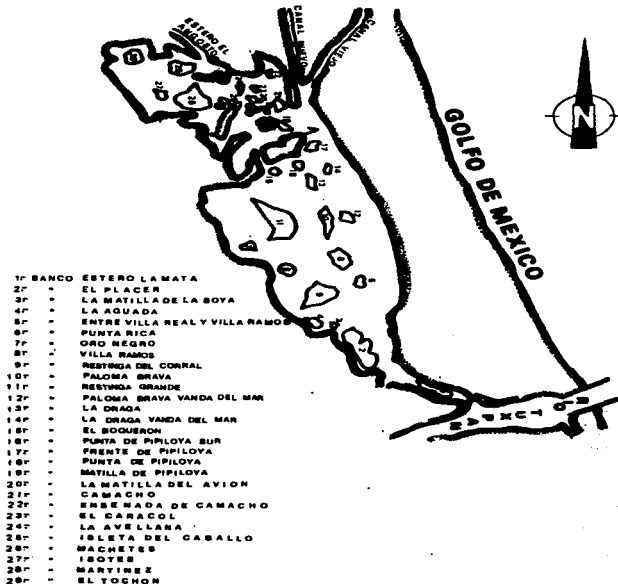 ESTERO EL
ANGOSTO
CANAL NUEVO
CANAL VIEJO
GOLFO DE MEXICO
N
RIO
TUXPAN
1r BANCO ESTERO LA MATA
2r " EL PLACER
3r " LA MATILLA DE LA BOYA
4r " LA AGUADA
5r " ENTRE VILLA REAL Y VILLA RAMOS
6r " PUNTA RICA
7r " ORO NEGRO
8r " VILLA RAMOS
9r " RESTINGA DEL CORRAL
10r " PALOMA BRAVA
11r " RESTINGA GRANDE
12r " PALOMA BRAVA VANDA DEL MAR
13r " LA DRAGA
14r " LA DRAGA VANDA DEL MAR
15r " EL BOQUERON
16r " PUNTA DE PIPILOYA SUR
17r " FRENTE DE PIPILOYA
18r " PUNTA DE PIPILOYA
19r " MATILLA DE PIPILOYA
20r " LA MATILLA DEL AVION
21r " CAMACHO
22r " ENSENADA DE CAMACHO
23r " EL CARACOL
24r " LA AVELLANA
25r " ISLETA DEL CABALLO
26r " MACHETES
27r " ISOTES
28r " MARTINEZ
29r " EL TOCHON